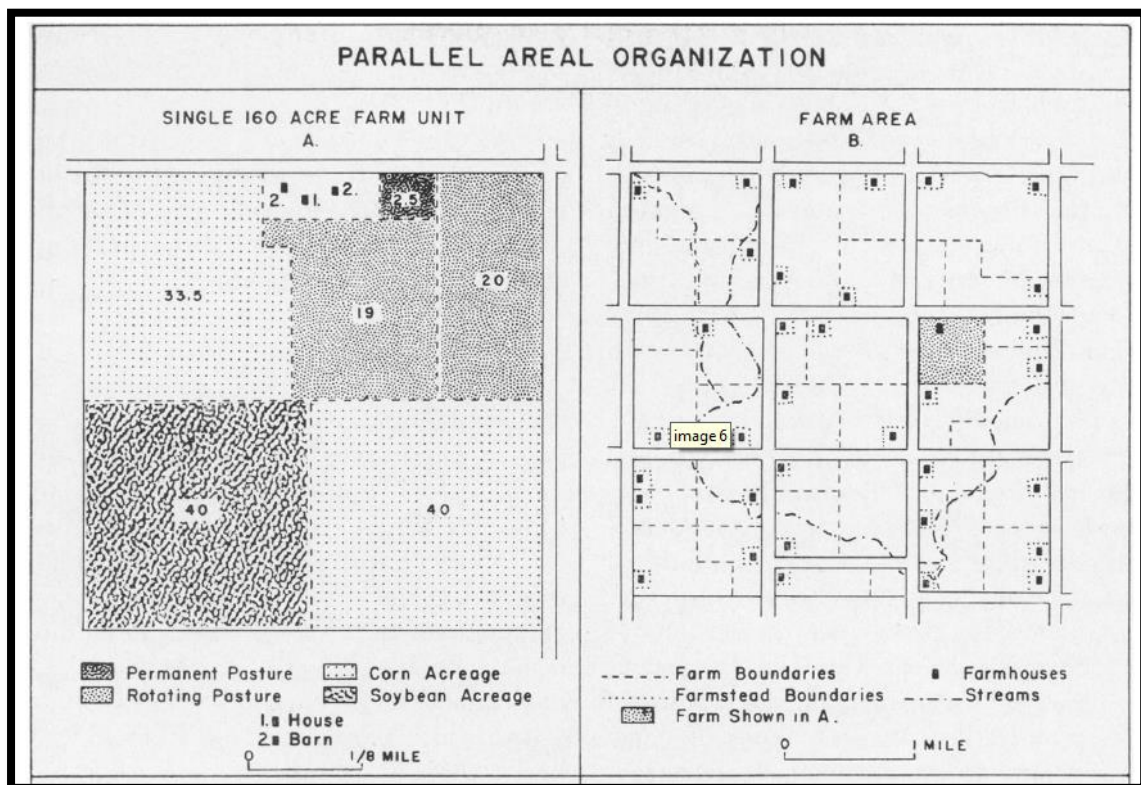 PARALLEL AREAL ORGANIZATION
SINGLE 160 ACRE FARM UNIT
A.
2.
1.
2.
2.5
33.5
19
20
40
40
Permanent Pasture
Corn Acreage
Rotating Pasture
Soybean Acreage
1. House
2. Barn
0
1/8 MILE
FARM AREA
B.
image 6
Farm Boundaries
Farmhouses
Farmstead Boundaries
Streams
Farm Shown in A.
0
1 MILE